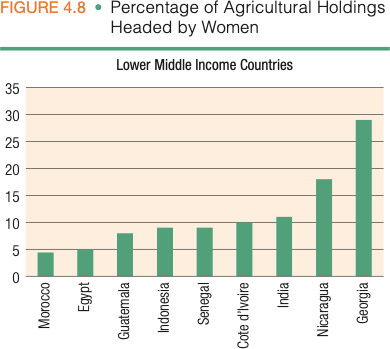 FIGURE 4.8 • Percentage of Agricultural Holdings
Headed by Women
Lower Middle Income Countries
35
30
25
20
15
10
5
0
Morocco
Egypt
Guatemala
Indonesia
Senegal
Cote d'Ivoire
India
Nicaragua
Georgia